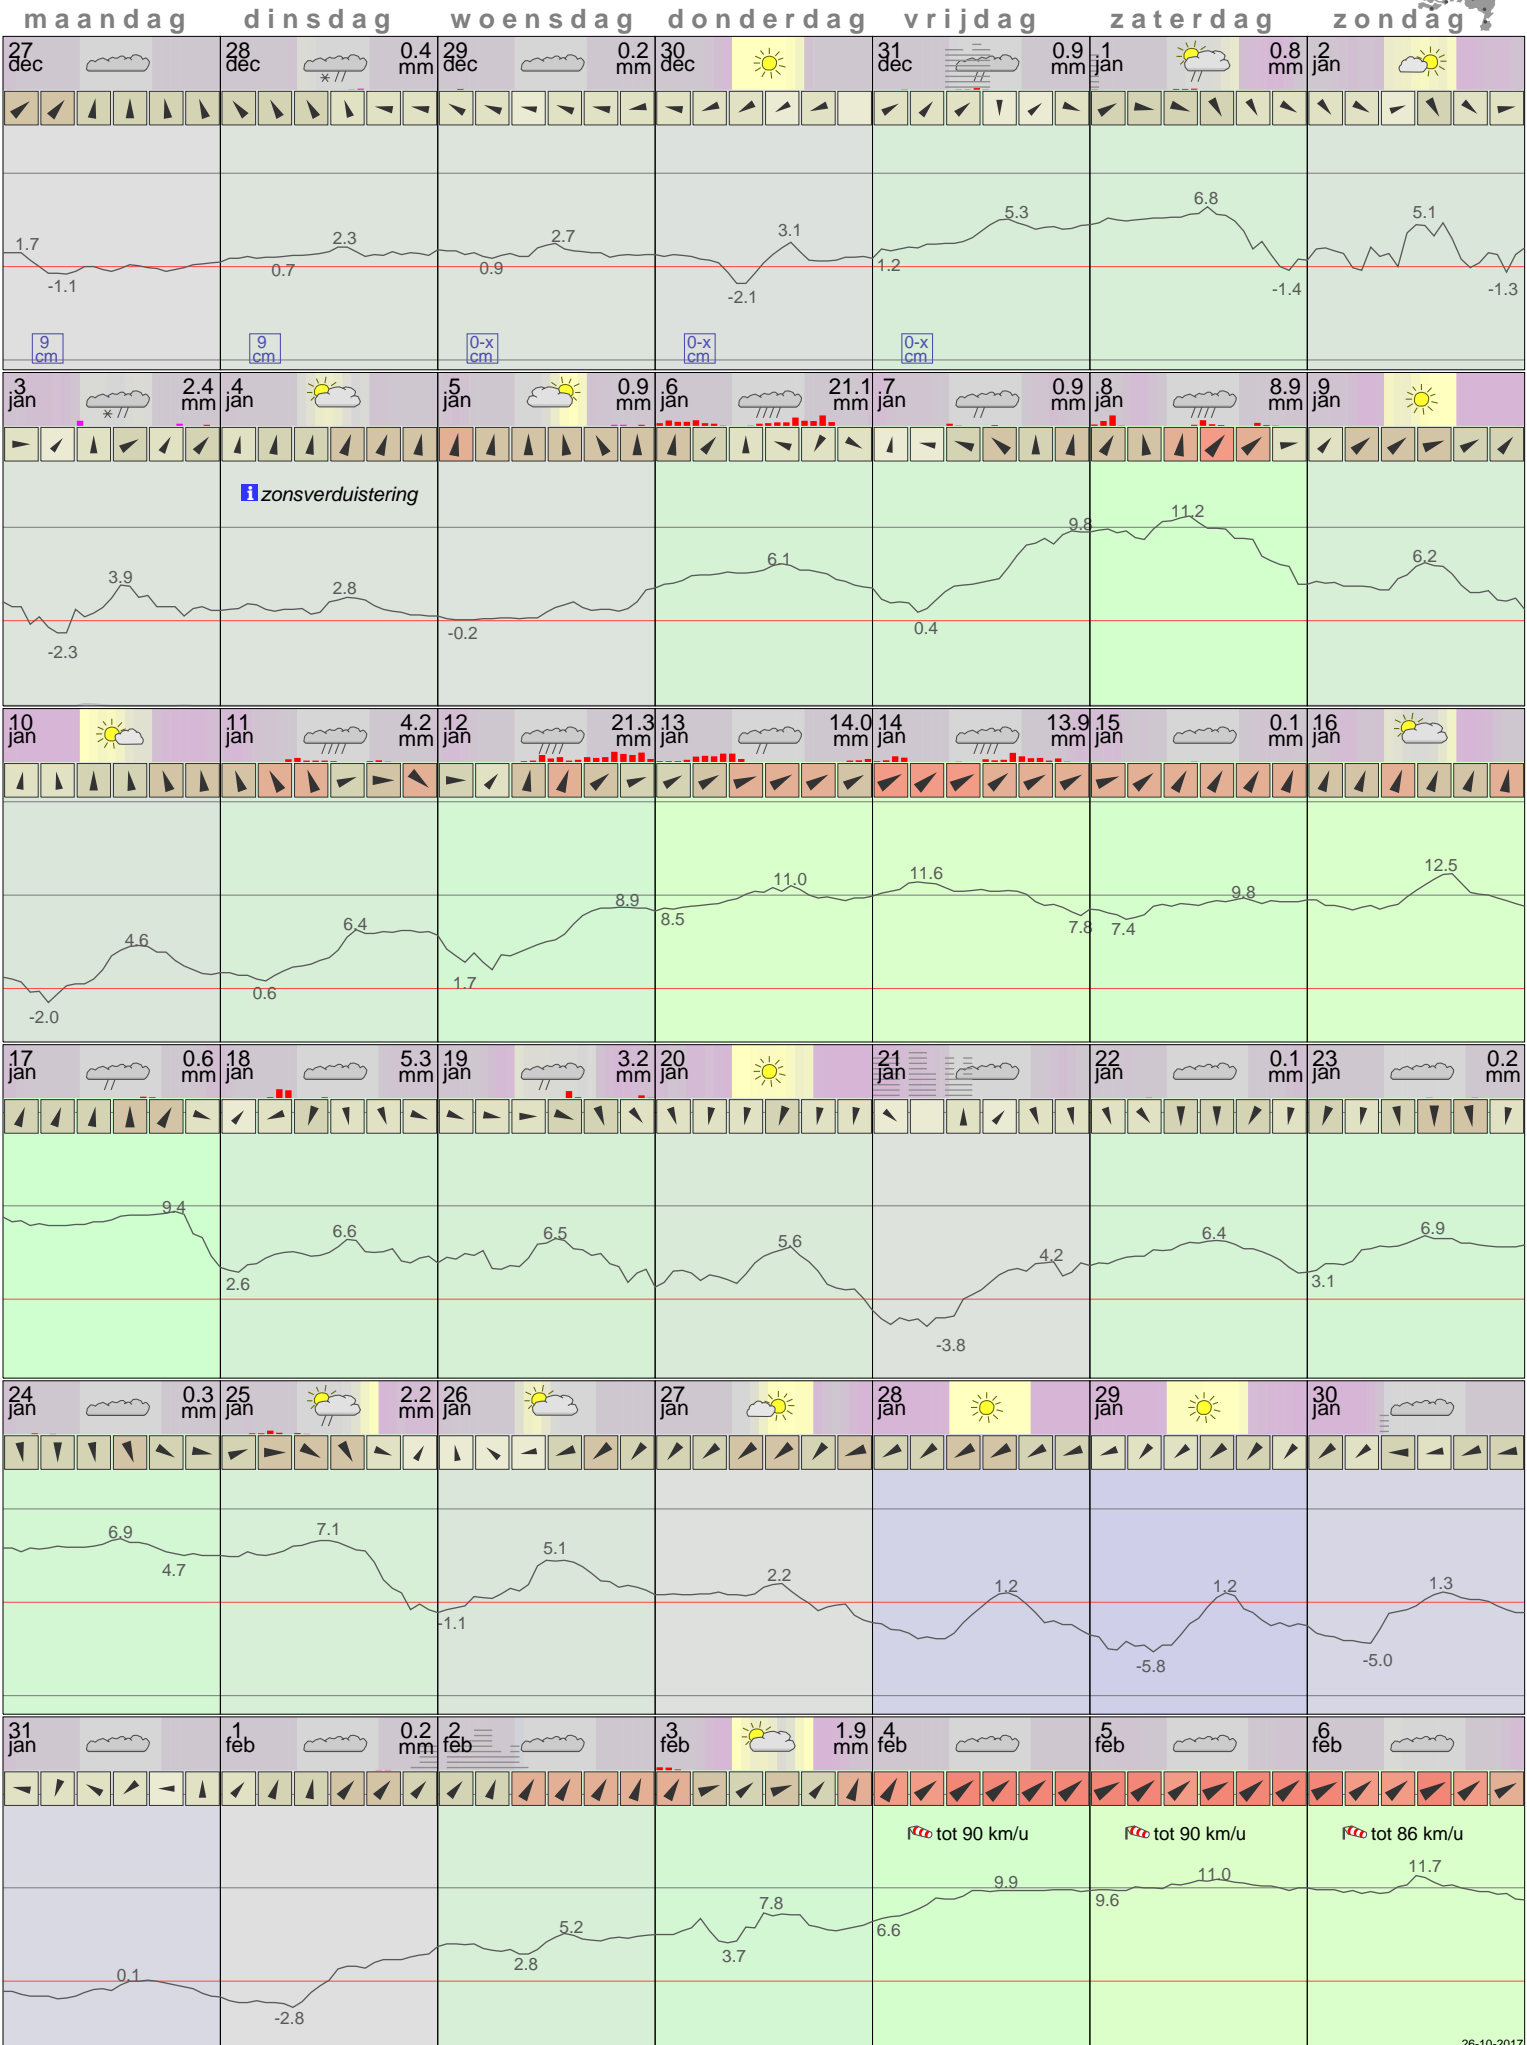 maandag dinsdag woensdag donderdag vrijdag zaterdag zondag
27 dec
28 dec 0.4 mm
29 dec 0.2 mm
30 dec
31 dec 0.9 mm
1 jan 0.8 mm
2 jan
1.7 -1.1 0.7 2.3 0.9 2.7 -2.1 3.1 1.2 5.3 6.8 -1.4 5.1 -1.3
9 cm 9 cm 0-x cm 0-x cm 0-x cm
3 jan 2.4 mm
4 jan
5 jan 0.9 mm
6 jan 21.1 mm
7 jan 0.9 mm
8 jan 8.9 mm
9 jan
i zonsverduistering
-2.3 3.9 2.8 -0.2 6.1 0.4 9.8 11.2 6.2
10 jan
11 jan 4.2 mm
12 jan 21.3 mm
13 jan 14.0 mm
14 jan 13.9 mm
15 jan 0.1 mm
16 jan
-2.0 4.6 0.6 6.4 1.7 8.9 8.5 11.0 11.6 7.8 7.4 9.8 12.5
17 jan 0.6 mm
18 jan 5.3 mm
19 jan 3.2 mm
20 jan
21 jan
22 jan 0.1 mm
23 jan 0.2 mm
9.4 2.6 6.6 6.5 5.6 -3.8 4.2 6.4 3.1 6.9
24 jan 0.3 mm
25 jan 2.2 mm
26 jan
27 jan
28 jan
29 jan
30 jan
6.9 4.7 7.1 -1.1 5.1 2.2 1.2 -5.8 1.2 -5.0 1.3
31 jan
1 feb 0.2 mm
2 feb
3 feb 1.9 mm
4 feb
5 feb
6 feb
tot 90 km/u tot 90 km/u tot 86 km/u
0.1 -2.8 2.8 5.2 3.7 7.8 6.6 9.9 9.6 11.0 11.7
26-10-2017